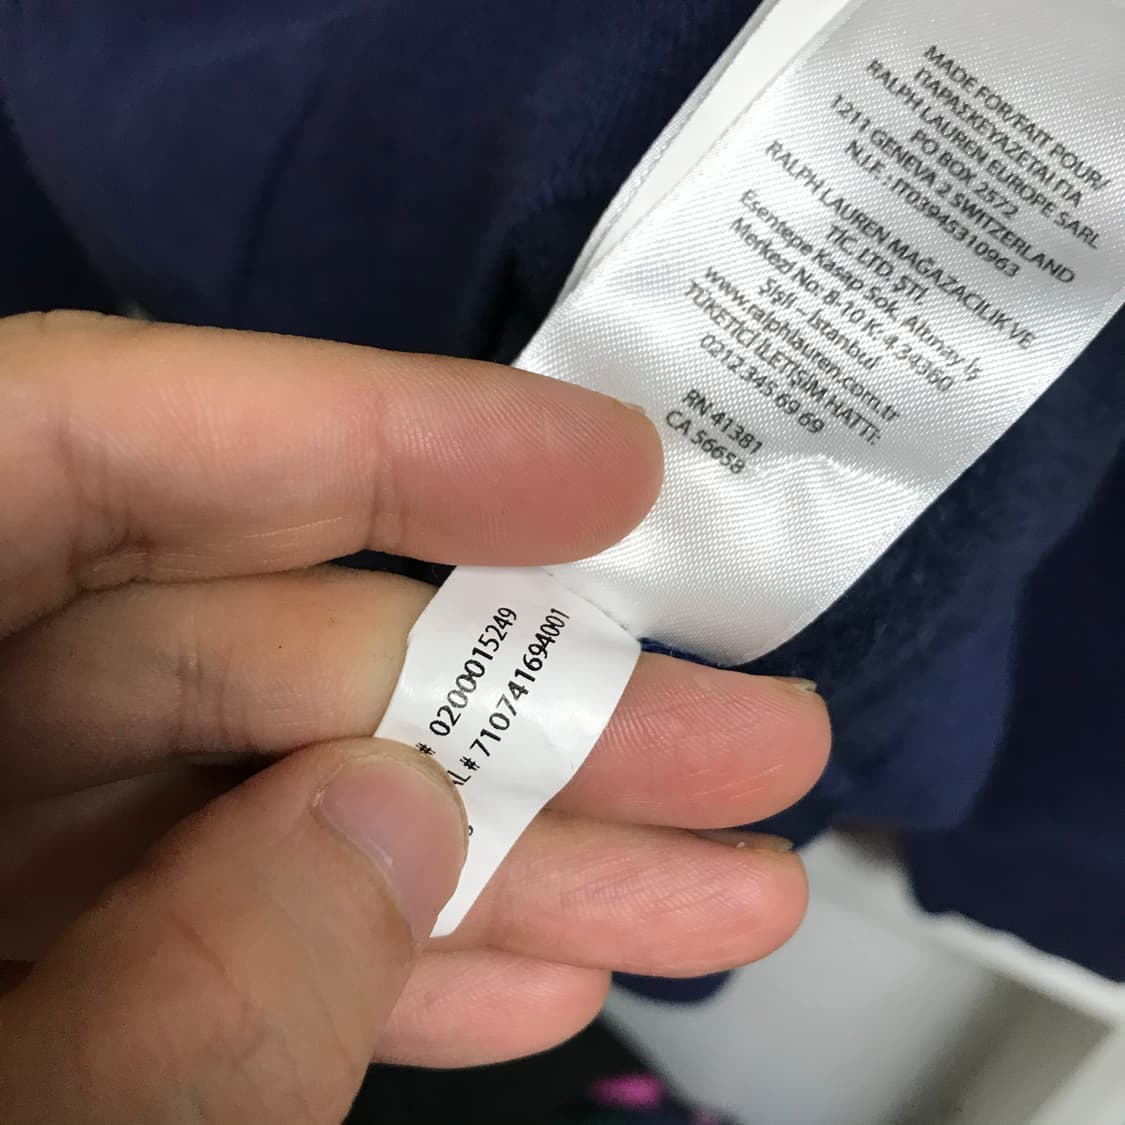 MADE FOR/FAIT POUR/
ΠΑΡΑΣΚΕΥΑΖΕΤΑΙ ΓΙΑ
RALPH LAUREN EUROPE SARL
PO BOX 2572
1211 GENEVA 2 SWITZERLAND
N.I.F. : IT03945310963
RALPH LAUREN MAĞAZACILIK VE
TİC. LTD. ŞTİ.
Esentepe Kasap Sok. Altunay İş
Merkezi No: 8-10 K: 4,34360
Şişli – İstanbul
www.ralphlauren.com.tr
TÜKETİCİ İLETİŞİM HATTI:
0212 345 69 69
RN 41381
CA 56658
# 0200015249
AL # 710741694001